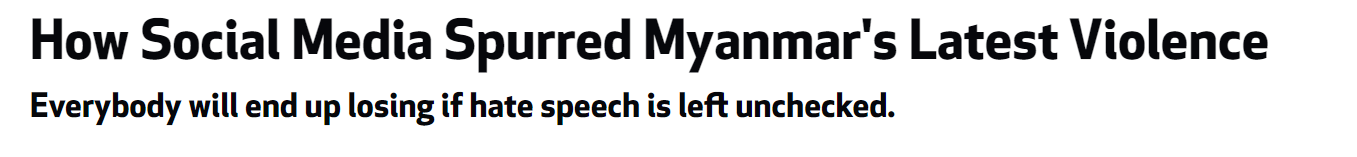 How Social Media Spurred Myanmar's Latest Violence
Everybody will end up losing if hate speech is left unchecked.